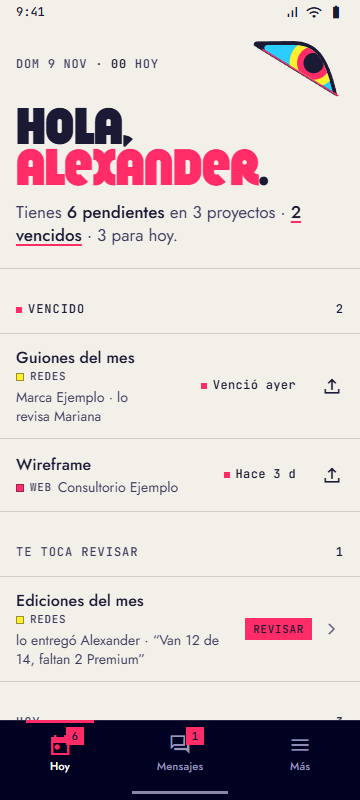 9:41
DOM 9 NOV · 00 HOY
HOLA,
ALEXANDER.
Tienes 6 pendientes en 3 proyectos · 2
vencidos · 3 para hoy.
VENCIDO 2
Guiones del mes
REDES
Marca Ejemplo · lo
revisa Mariana
Venció ayer
Wireframe
WEB Consultorio Ejemplo
Hace 3 d
TE TOCA REVISAR 1
Ediciones del mes
REDES
lo entregó Alexander · “Van 12 de
14, faltan 2 Premium”
REVISAR
HOY 3
6
1
Hoy
Mensajes
Más